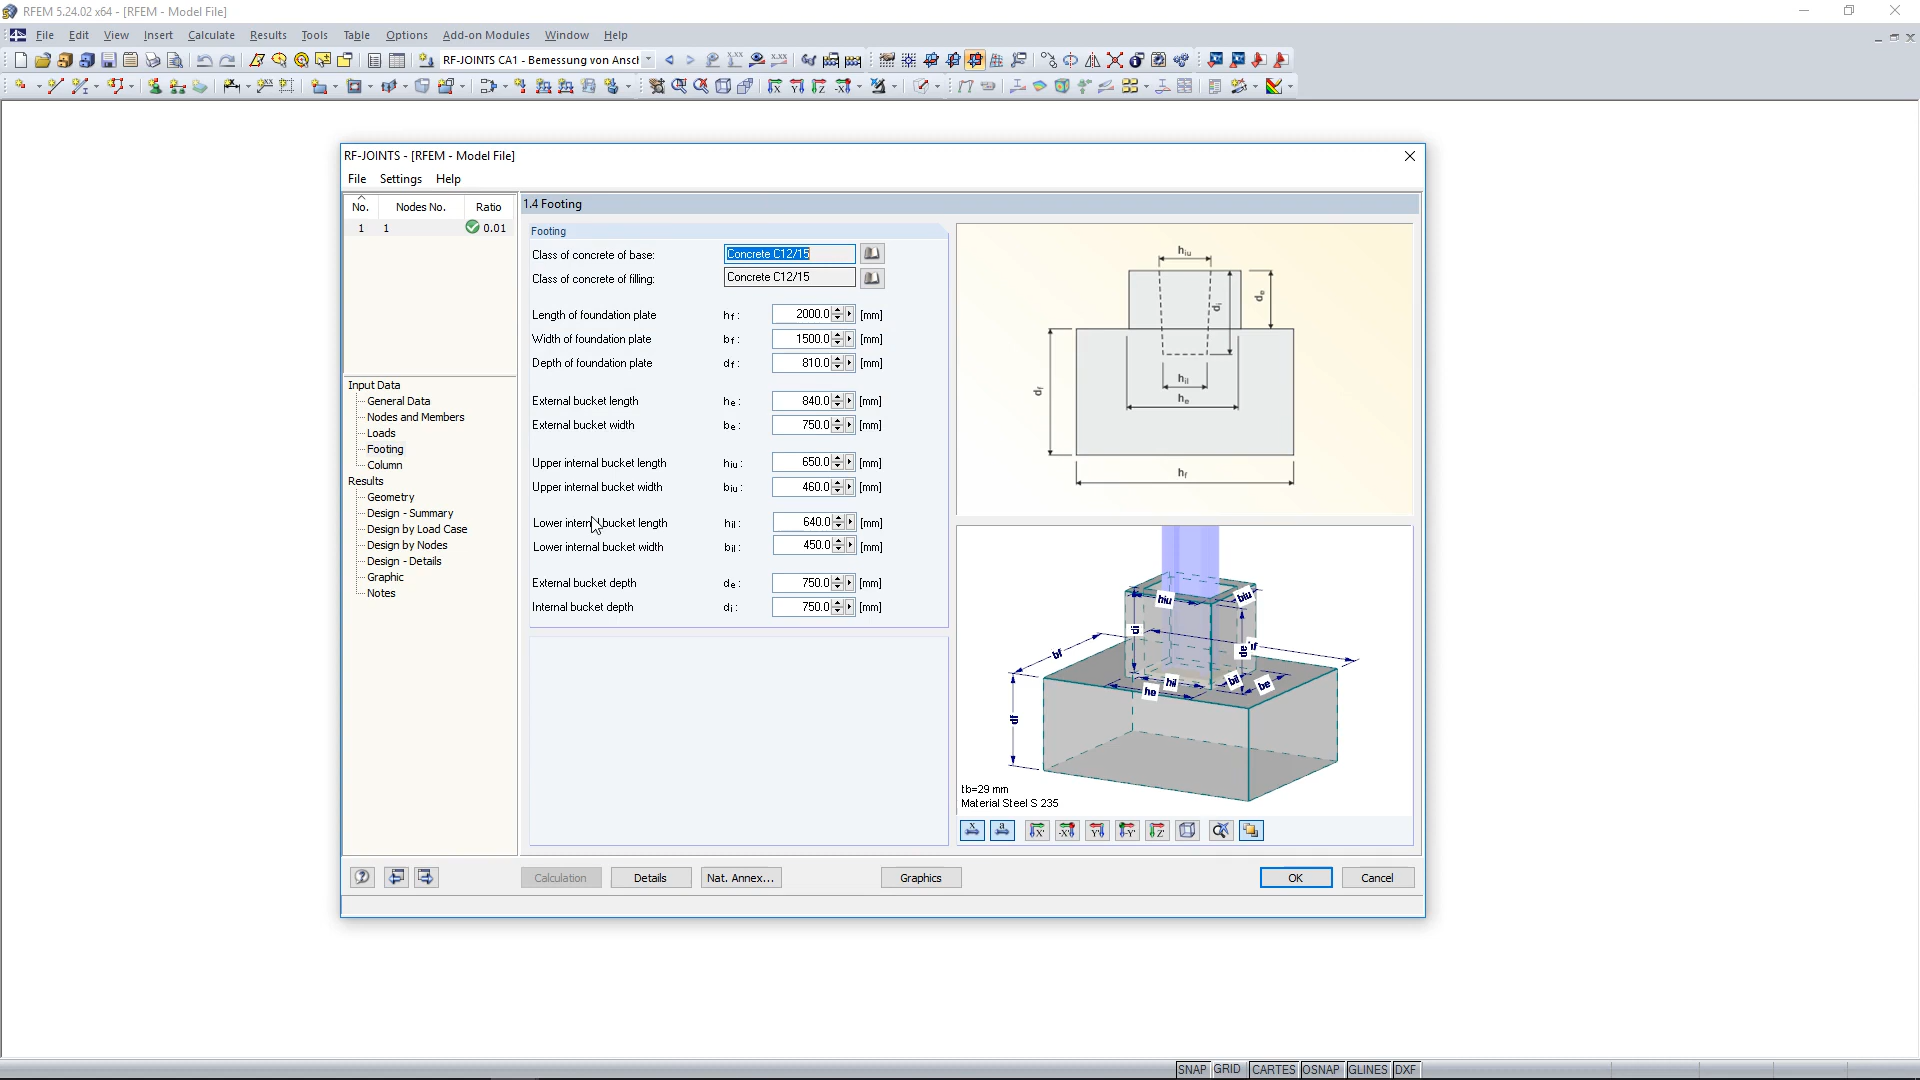 RFEM 5.24.02 x64 - [RFEM - Model File]
File Edit View Insert Calculate Results Tools Table Options Add-on Modules Window Help
RF-JOINTS CA1 - Bemessung von Ansch
RF-JOINTS - [RFEM - Model File]
File Settings Help
No. Nodes No. Ratio
1 1 0.01
1.4 Footing
Footing
Class of concrete of base: Concrete C12/15
Class of concrete of filling: Concrete C12/15
Length of foundation plate hf: 2000.0 [mm]
Width of foundation plate bf: 1500.0 [mm]
Depth of foundation plate df: 810.0 [mm]
External bucket length he: 840.0 [mm]
External bucket width be: 750.0 [mm]
Upper internal bucket length hiu: 650.0 [mm]
Upper internal bucket width biu: 460.0 [mm]
Lower internal bucket length hil: 640.0 [mm]
Lower internal bucket width bil: 450.0 [mm]
External bucket depth de: 750.0 [mm]
Internal bucket depth di: 750.0 [mm]
Input Data
General Data
Nodes and Members
Loads
Footing
Column
Results
Geometry
Design - Summary
Design by Load Case
Design by Nodes
Design - Details
Graphic
Notes
hiu
de
di
df
hil
he
hf
hiu
biu
di
de
bf
hil
bil
be
he
df
tb=29 mm
Material Steel S 235
Calculation Details Nat. Annex... Graphics OK Cancel
SNAP GRID CARTES OSNAP GLINES DXF